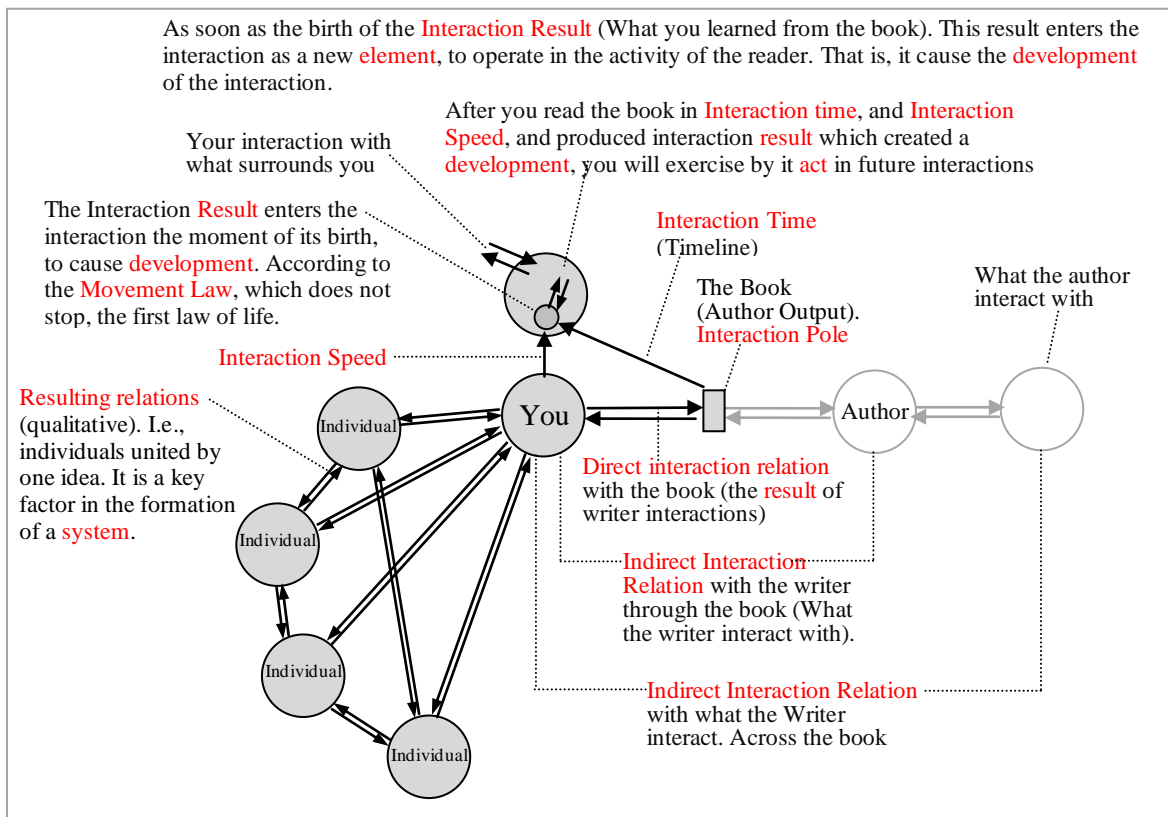 As soon as the birth of the Interaction Result (What you learned from the book). This result enters the
interaction as a new element, to operate in the activity of the reader. That is, it cause the development
of the interaction.
After you read the book in Interaction time, and Interaction
Speed, and produced interaction result which created a
development, you will exercise by it act in future interactions
Your interaction with
what surrounds you
The Interaction Result enters the
interaction the moment of its birth,
to cause development. According to
the Movement Law, which does not
stop, the first law of life.
Interaction Time
(Timeline)
The Book
(Author Output).
Interaction Pole
What the author
interact with
Interaction Speed
Resulting relations
(qualitative). I.e.,
individuals united by
one idea. It is a key
factor in the formation
of a system.
Individual
You
Author
Individual
Individual
Individual
Direct interaction relation
with the book (the result of
writer interactions)
Indirect Interaction
Relation with the writer
through the book (What
the writer interact with).
Indirect Interaction Relation
with what the Writer
interact. Across the book